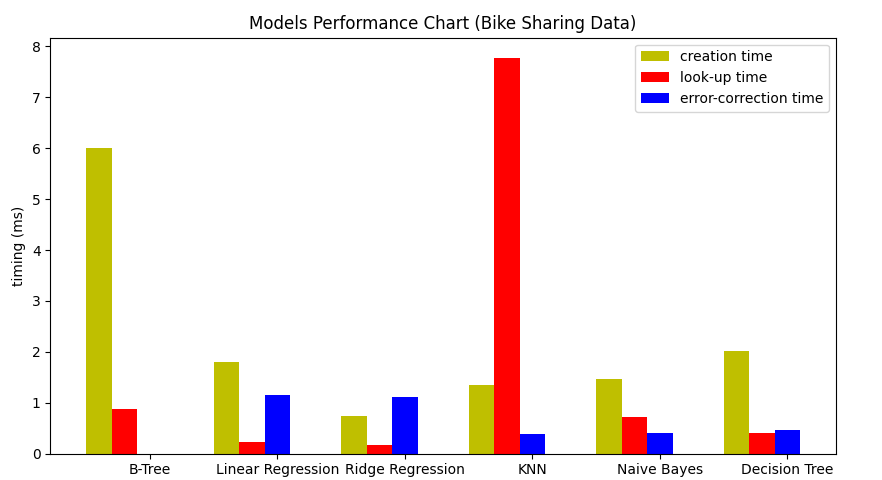 Models Performance Chart (Bike Sharing Data)
creation time
look-up time
error-correction time
timing (ms)
8
7
6
5
4
3
2
1
0
B-Tree
Linear Regression
Ridge Regression
KNN
Naive Bayes
Decision Tree